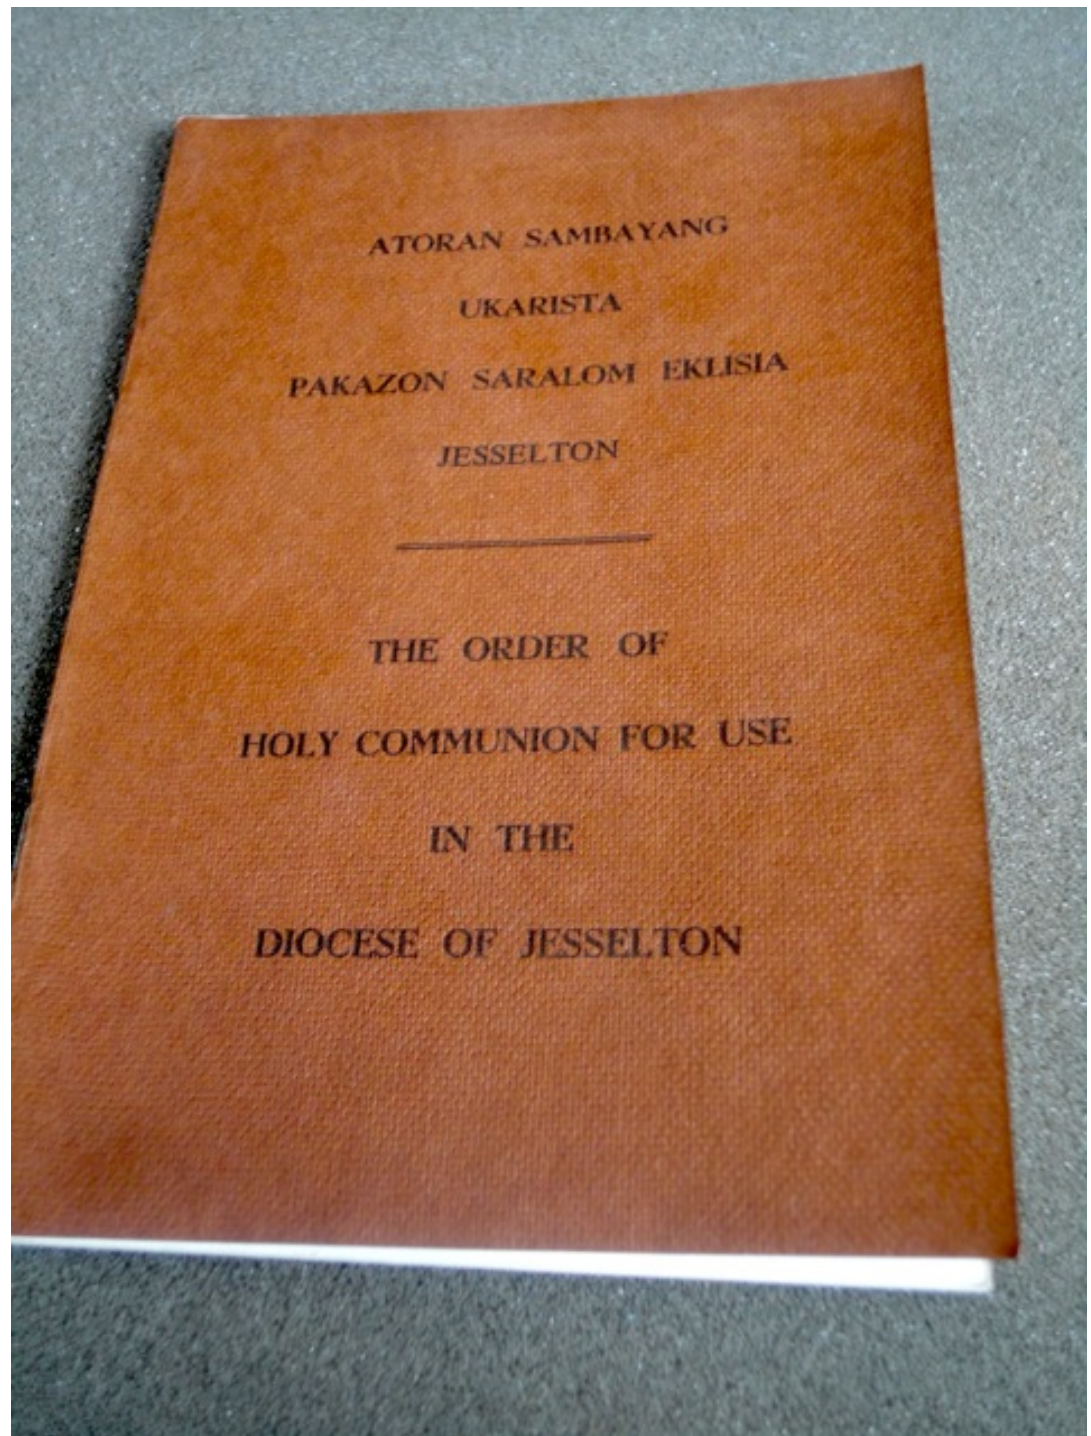 ATORAN SAMBAYANG
UKARISTA
PAKAZON SARALOM EKLISIA
JESSELTON
THE ORDER OF
HOLY COMMUNION FOR USE
IN THE
DIOCESE OF JESSELTON